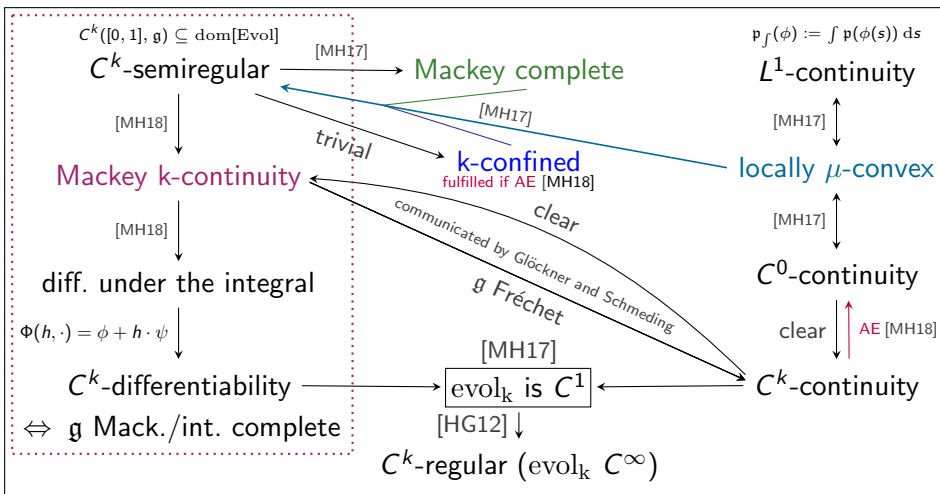 C^k([0, 1], 𝔤) ⊆ dom[Evol]
𝔭_∫(ϕ) := ∫ 𝔭(ϕ(s)) ds
C^k-semiregular
[MH17]
Mackey complete
L^1-continuity
[MH18]
trivial
[MH17]
[MH17]
k-confined
fulfilled if AE [MH18]
Mackey k-continuity
locally μ-convex
clear
[MH18]
communicated by Glöckner and Schmeding
[MH17]
diff. under the integral
𝔤 Fréchet
C^0-continuity
Φ(h, ·) = ϕ + h · ψ
clear
AE [MH18]
[MH17]
C^k-differentiability
evol_k is C^1
C^k-continuity
⇔ 𝔤 Mack./int. complete
[HG12]
C^k-regular (evol_k C^∞)